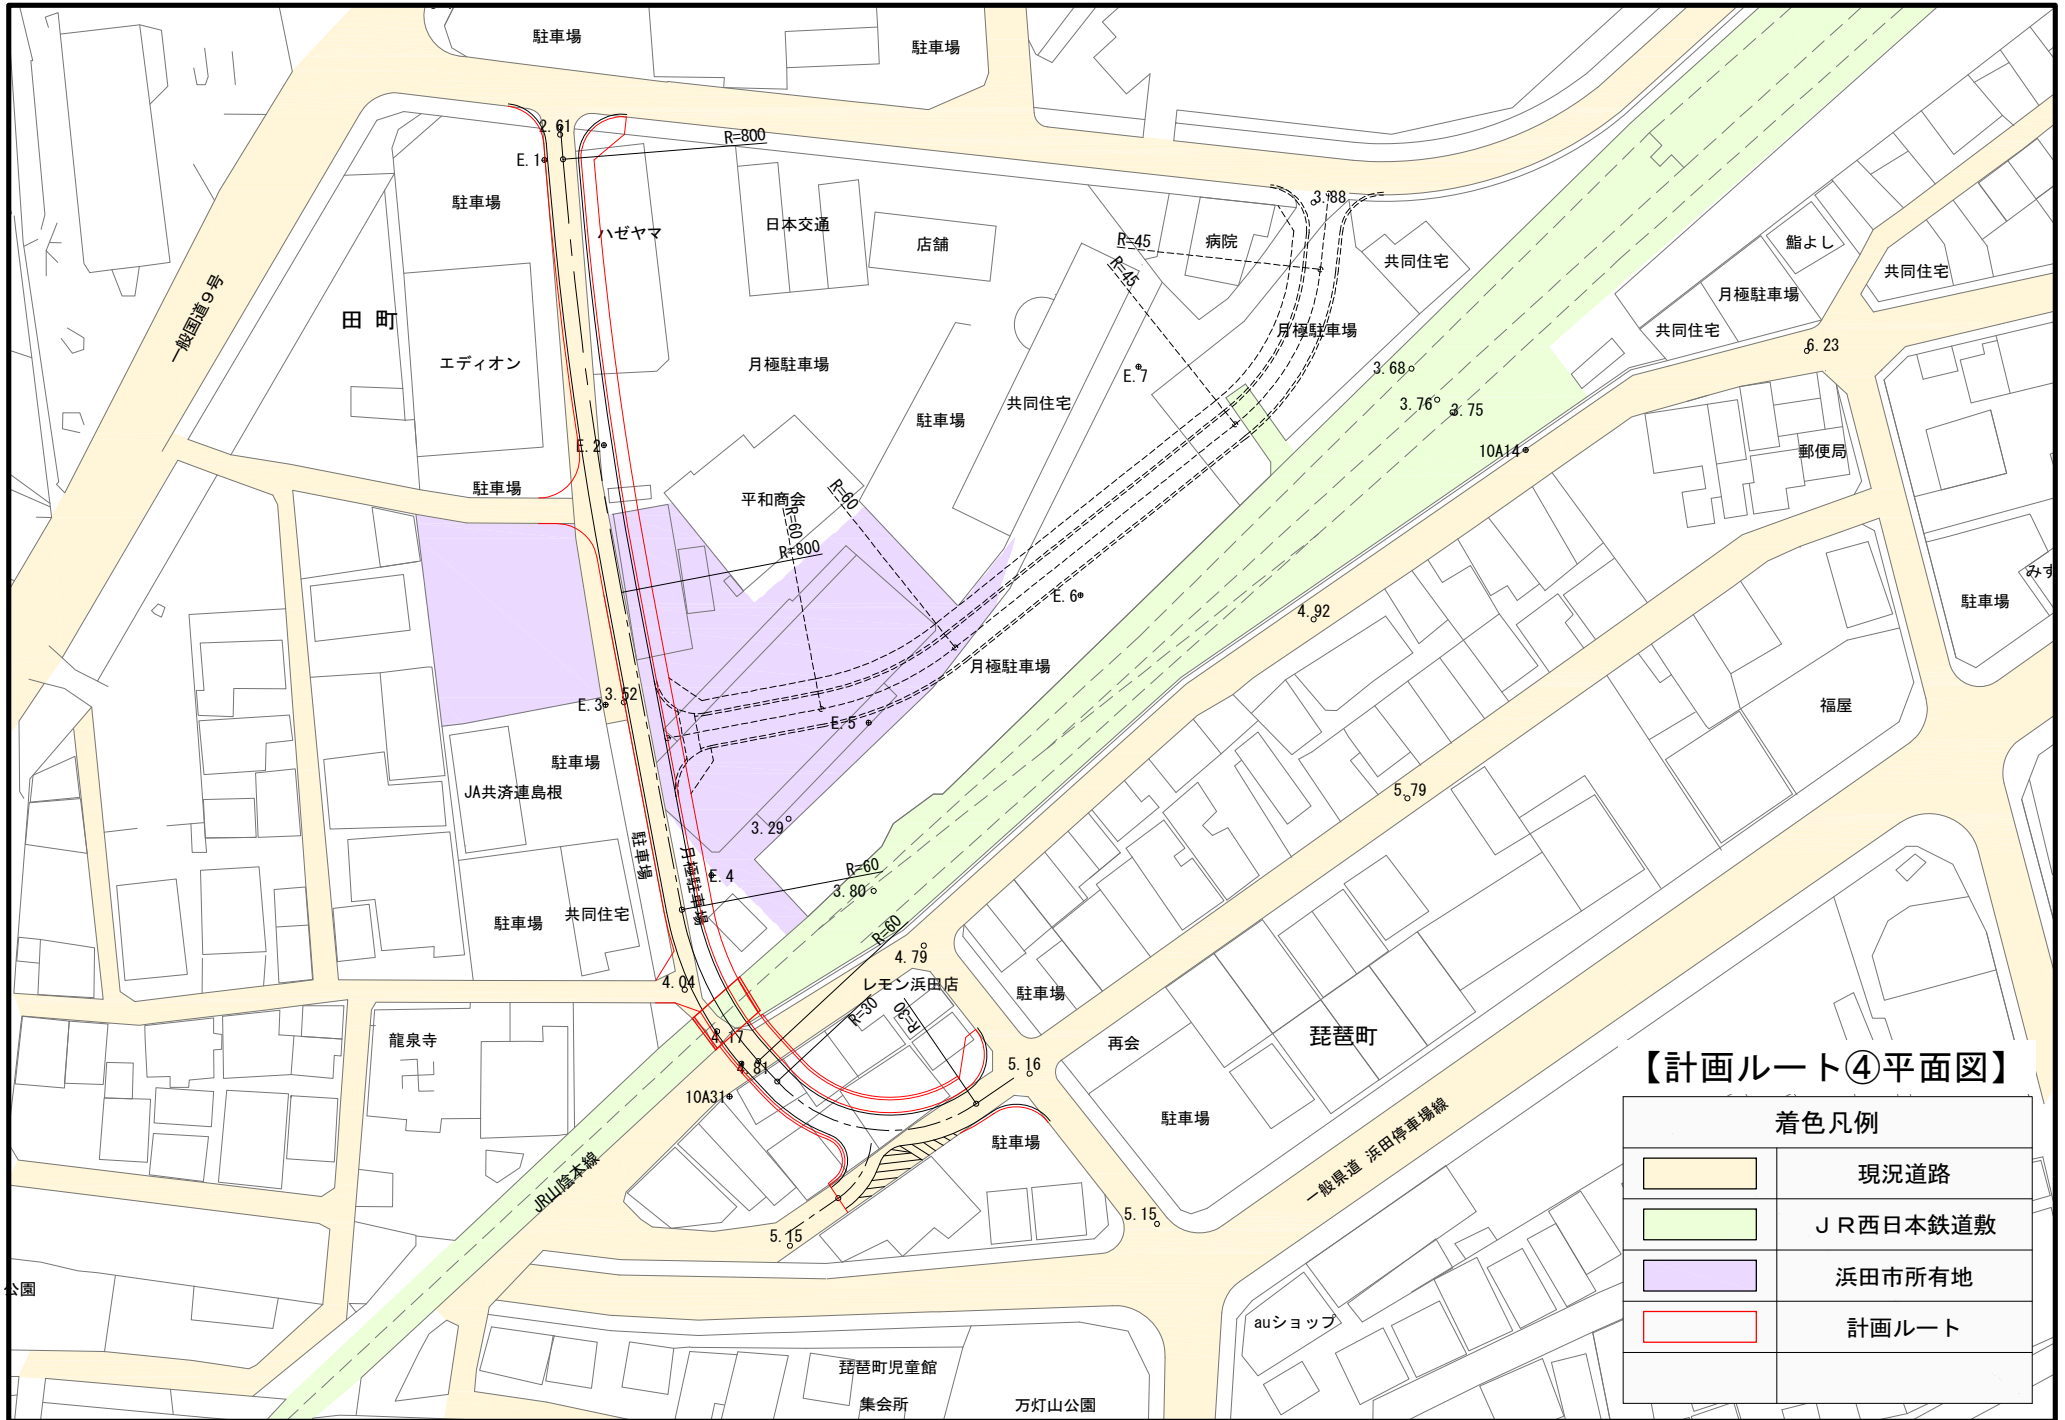 駐車場
駐車場
2.61
R=800
E.1
駐車場
ハゼヤマ
日本交通
店舗
R=45
R=45
病院
3.88
共同住宅
鮨よし
共同住宅
月極駐車場
共同住宅
6.23
一般国道9号
田 町
エディオン
月極駐車場
月極駐車場
E.7
共同住宅
駐車場
3.68
3.76
3.75
10A14
郵便局
E.2
駐車場
平和商会
R=60
R=60
R=800
E.6
4.92
みす
駐車場
月極駐車場
E.3
3.52
E.5
福屋
駐車場
JA共済連島根
5.79
3.29
駐車場
月極駐車場
E.4
R=60
3.80
駐車場
共同住宅
R=60
4.79
4.04
レモン浜田店
R=30
R=30
駐車場
龍泉寺
4.17
4.81
再会
琵琶町
5.16
10A31
駐車場
駐車場
JR山陰本線
一般県道 浜田停車場線
5.15
5.15
公園
auショップ
琵琶町児童館
集会所
万灯山公園
【計画ルート④平面図】
着色凡例
現況道路
JR西日本鉄道敷
浜田市所有地
計画ルート